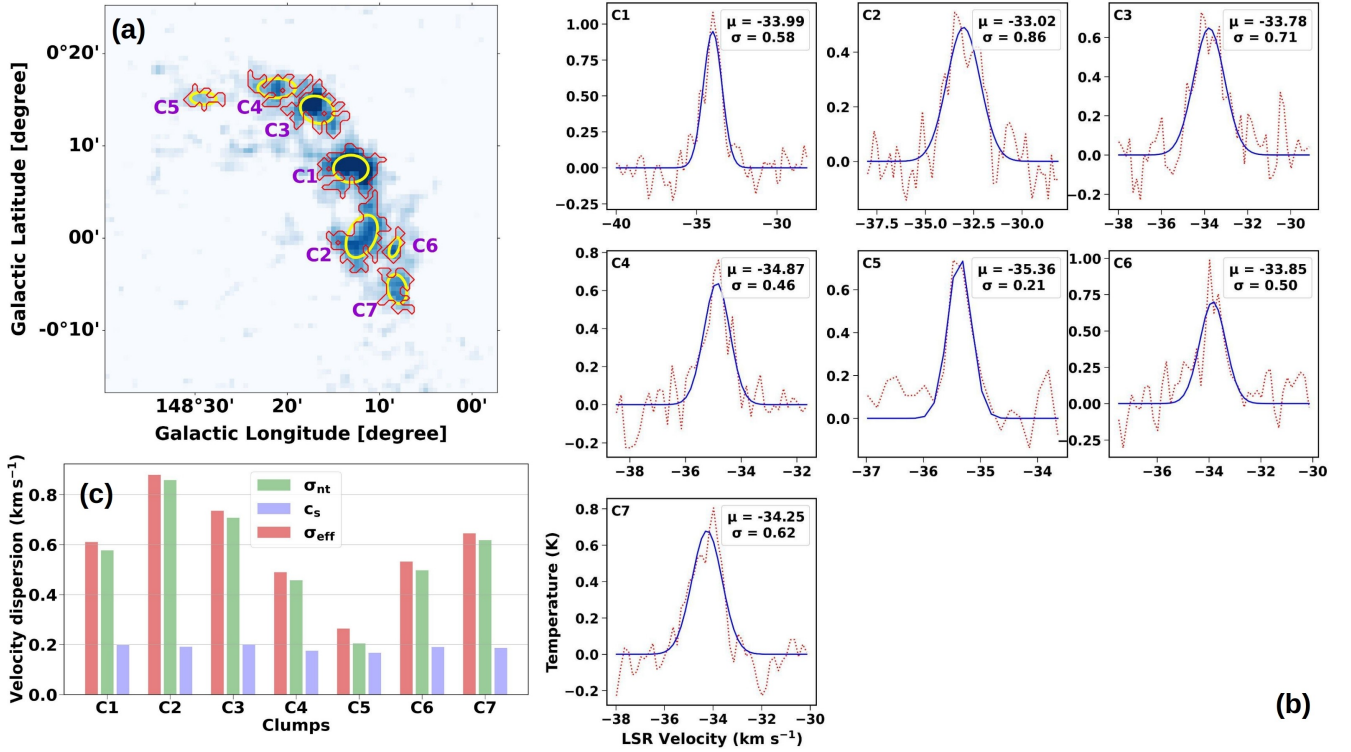 (a)
Galactic Latitude [degree]
0°20'
10'
00'
-0°10'
C5
C4
C3
C1
C2
C6
C7
148°30'
20'
10'
00'
Galactic Longitude [degree]
C1
μ = -33.99
σ = 0.58
1.00
0.75
0.50
0.25
0.00
−0.25
−40
−35
−30
C2
μ = -33.02
σ = 0.86
0.4
0.2
0.0
−37.5
−35.0
−32.5
−30.0
C3
μ = -33.78
σ = 0.71
0.6
0.4
0.2
0.0
−0.2
−38
−36
−34
−32
−30
C4
μ = -34.87
σ = 0.46
0.8
0.6
0.4
0.2
0.0
−0.2
−38
−36
−34
−32
C5
μ = -35.36
σ = 0.21
0.8
0.6
0.4
0.2
0.0
−37
−36
−35
−34
C6
μ = -33.85
σ = 0.50
1.00
0.75
0.50
0.25
0.00
−0.25
−36
−34
−32
−30
(c)
Velocity dispersion (km s⁻¹)
0.8
0.6
0.4
0.2
0.0
σnt
cs
σeff
C1 C2 C3 C4 C5 C6 C7
Clumps
C7
μ = -34.25
σ = 0.62
Temperature (K)
0.8
0.6
0.4
0.2
0.0
−0.2
−38
−36
−34
−32
−30
LSR Velocity (km s⁻¹)
(b)